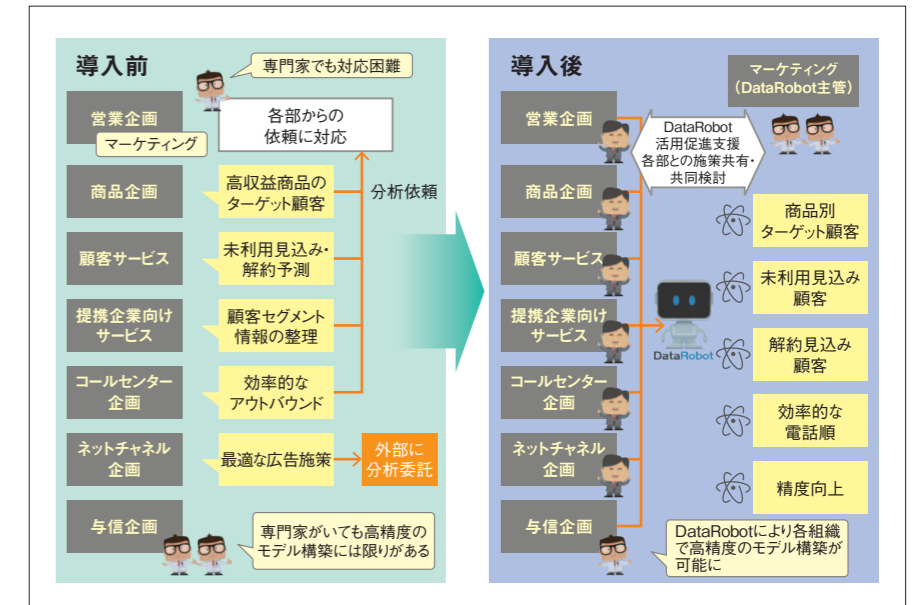 導入前
専門家でも対応困難
営業企画
マーケティング
各部からの
依頼に対応
分析依頼
商品企画
高収益商品の
ターゲット顧客
顧客サービス
未利用見込み・
解約予測
提携企業向け
サービス
顧客セグメント
情報の整理
コールセンター
企画
効率的な
アウトバウンド
ネットチャネル
企画
最適な広告施策
外部に
分析委託
与信企画
専門家がいても高精度の
モデル構築には限りがある
導入後
マーケティング
(DataRobot主管)
営業企画
DataRobot
活用促進支援
各部との施策共有・
共同検討
商品企画
顧客サービス
提携企業向け
サービス
コールセンター
企画
ネットチャネル
企画
与信企画
DataRobot
商品別
ターゲット顧客
未利用見込み
顧客
解約見込み
顧客
効率的な
電話順
精度向上
DataRobotにより各組織
で高精度のモデル構築が
可能に